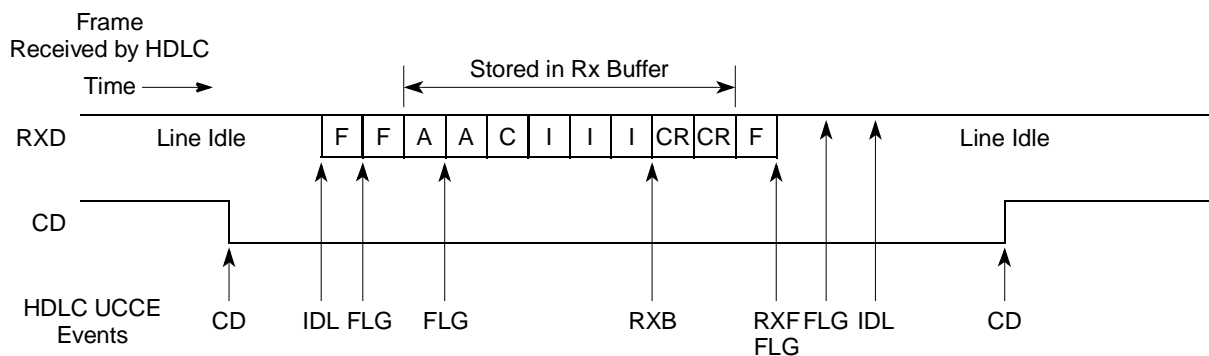 Frame
Received by HDLC
Time
Stored in Rx Buffer
RXD
Line Idle
F F A A C I I I CR CR F
Line Idle
CD
HDLC UCCE
Events
CD IDL FLG FLG RXB RXF FLG IDL CD
FLG